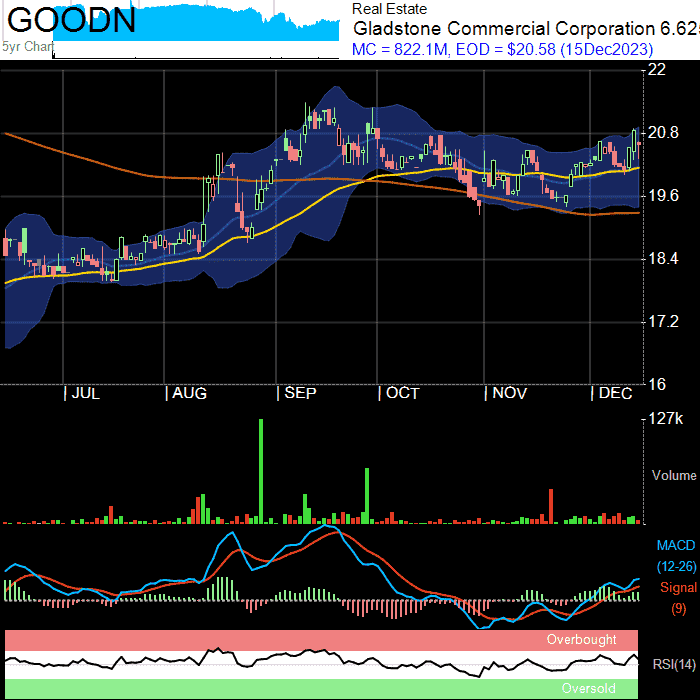 GOODN
5yr Chart
Real Estate
Gladstone Commercial Corporation 6.62
MC = 822.1M, EOD = $20.58 (15Dec2023)
22
20.8
19.6
18.4
17.2
16
JUL AUG SEP OCT NOV DEC
127k
Volume
MACD
(12-26)
Signal
(9)
Overbought
RSI(14)
Oversold